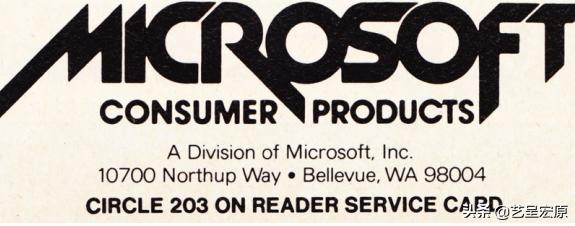 MICROSOFT
CONSUMER PRODUCTS
A Division of Microsoft, Inc.
10700 Northup Way • Bellevue, WA 98004
CIRCLE 203 ON READER SERVICE CARD
头条 @艺呈宏原